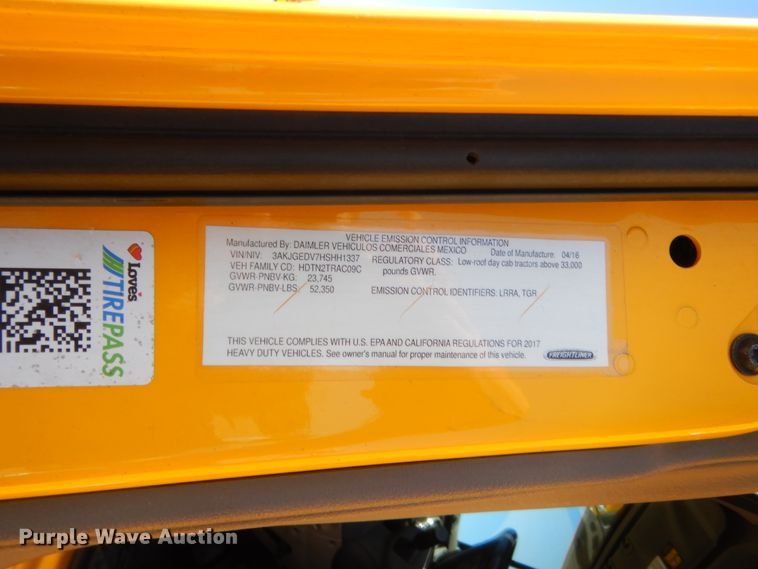 VEHICLE EMISSION CONTROL INFORMATION
Manufactured By: DAIMLER VEHICULOS COMERCIALES MEXICO Date of Manufacture: 04/16
VIN/NIV: 3AKJGEDV7HSHH1337 REGULATORY CLASS: Low-roof day cab tractors above 33,000
VEH FAMILY CD: HDTN2TRAC09C pounds GVWR.
GVWR-PNBV-KG: 23,745
GVWR-PNBV-LBS: 52,350 EMISSION CONTROL IDENTIFIERS. LRRA, TGR
THIS VEHICLE COMPLIES WITH U.S. EPA AND CALIFORNIA REGULATIONS FOR 2017
HEAVY DUTY VEHICLES. See owner's manual for proper maintenance of this vehicle.
FREIGHTLINER
Love's
TIREPASS
Purple Wave Auction